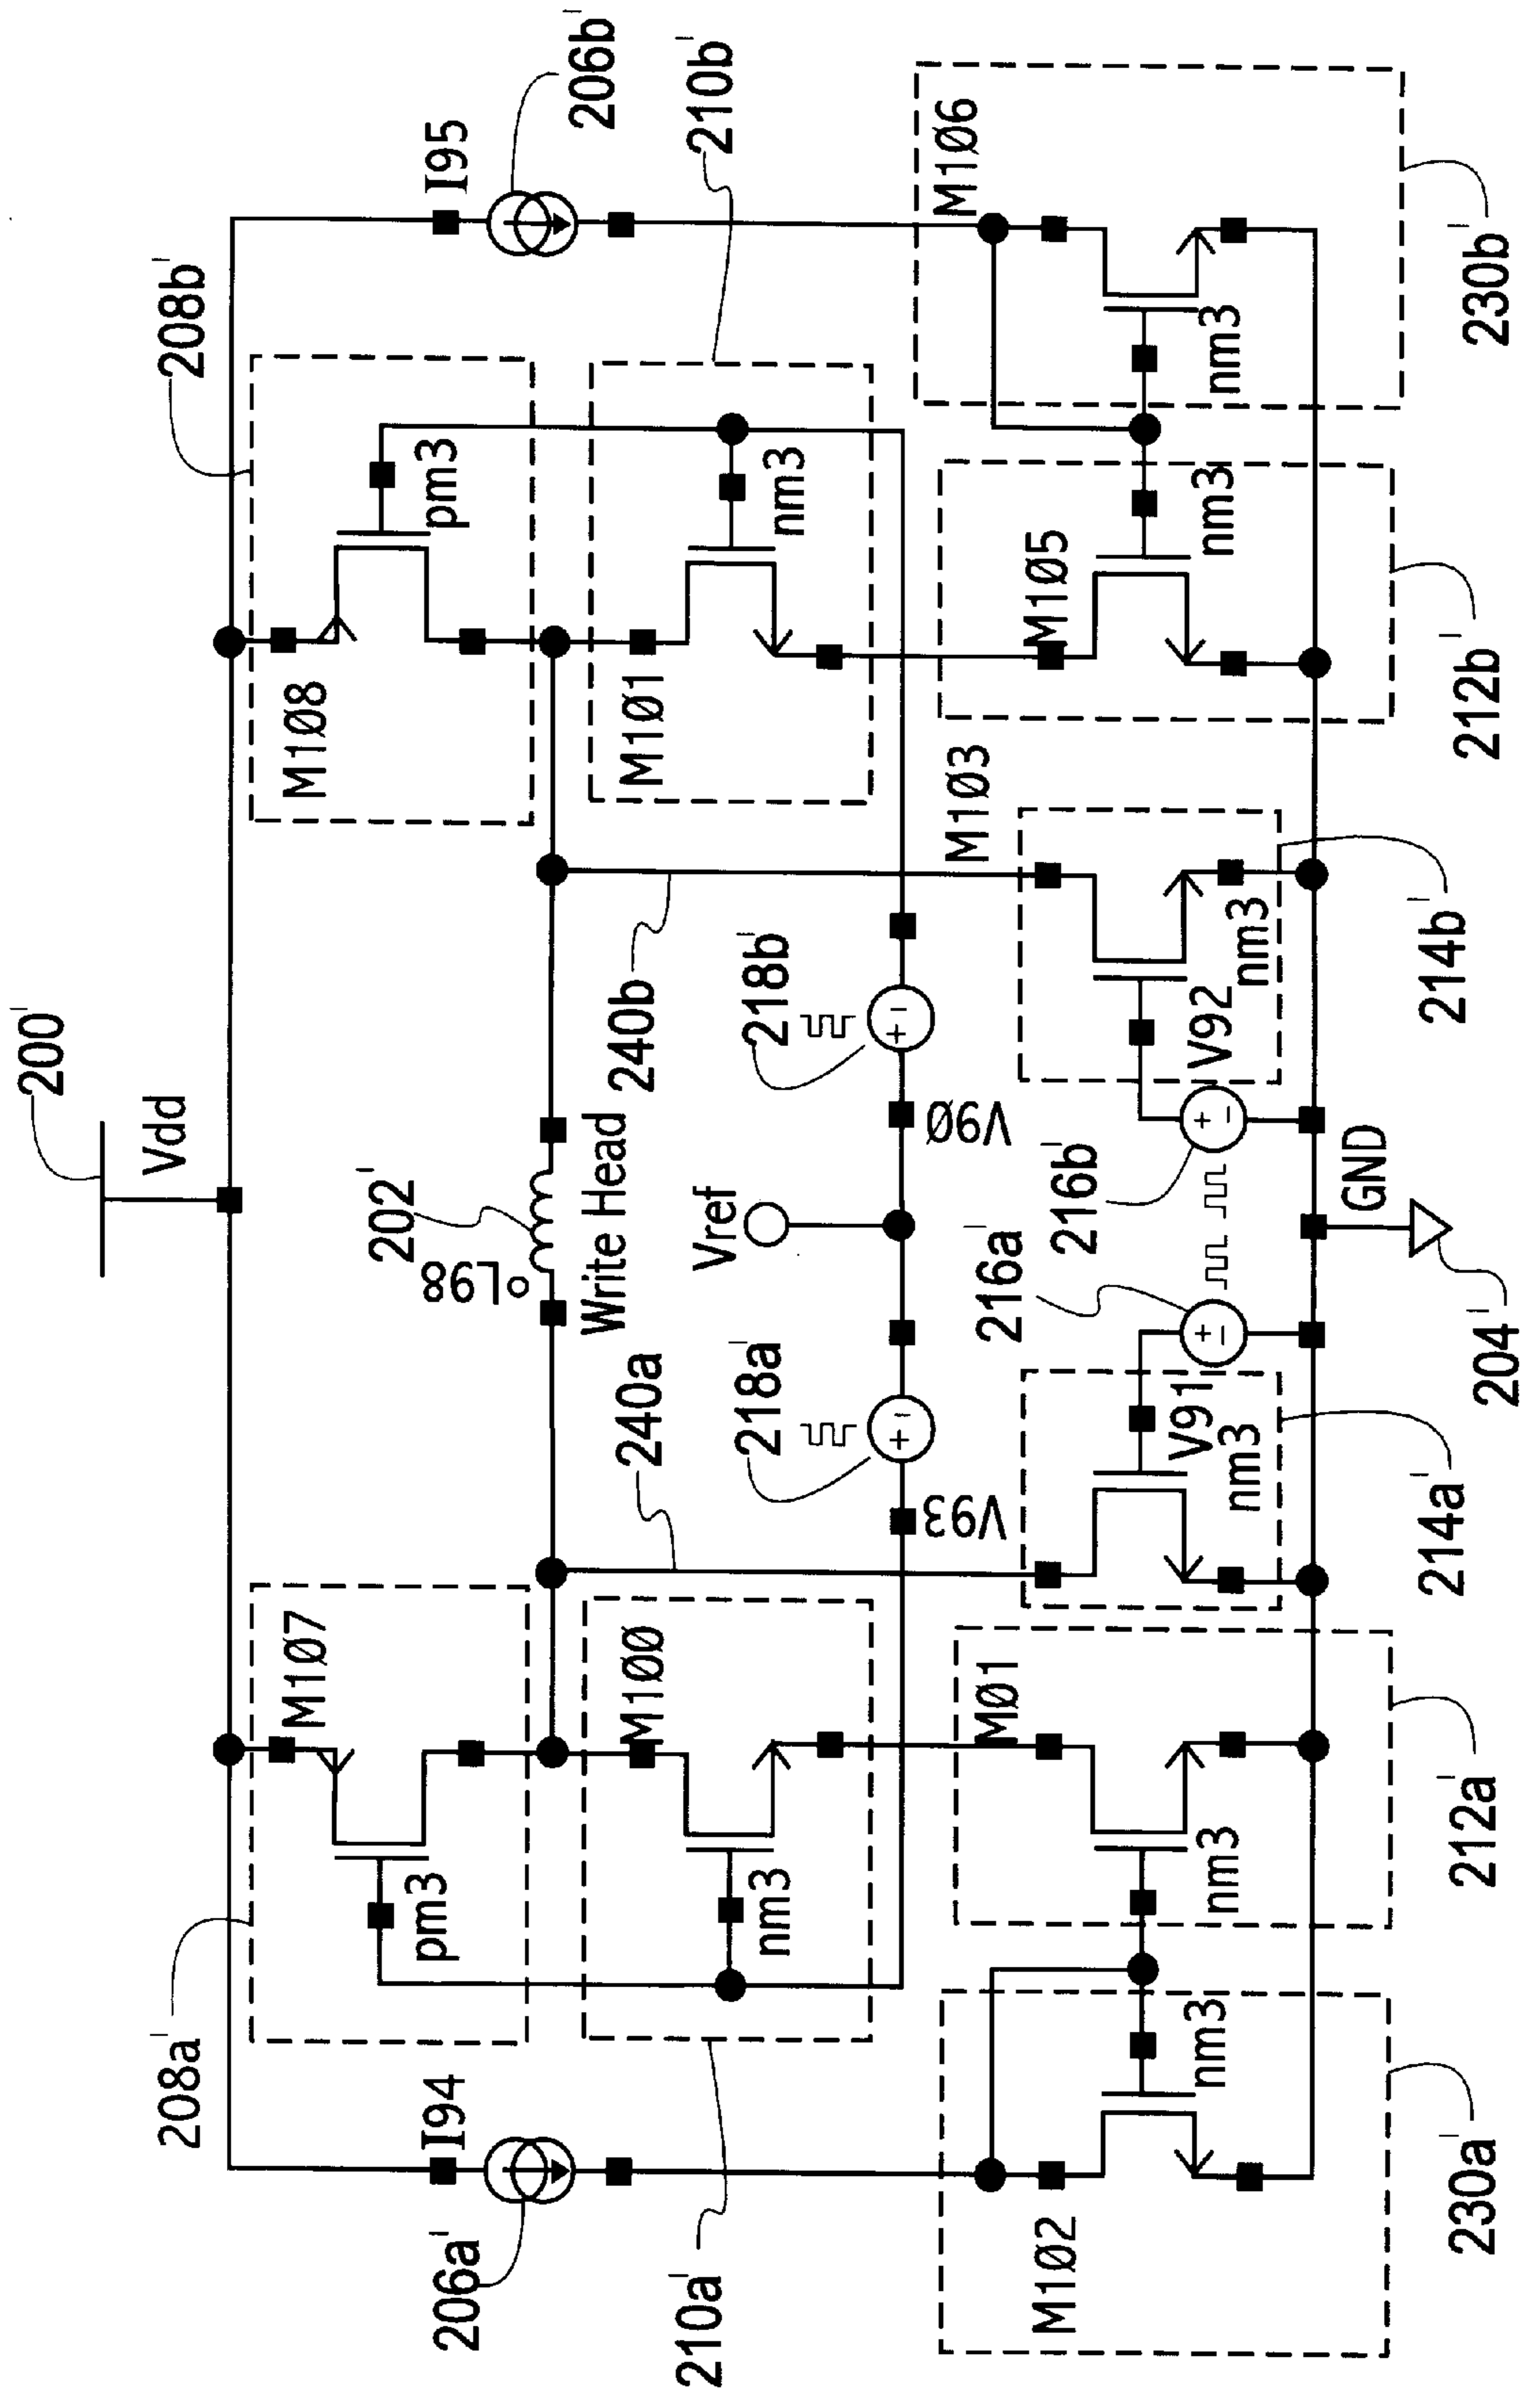 200'
Vdd
208a'
M107
pm3
208b'
M108
pm3
206a'
I94
I95
206b'
202'
L98
Write Head
210a'
M100
nm3
M101
nm3
210b'
240a
240b
Vref
218a'
V93
+ -
218b'
V90
+ -
M102
nm3
230a'
M01
nm3
212a'
V91
nm3
214a'
216a'
+ -
216b'
+ -
M103
V92
nm3
214b'
M105
nm3
212b'
M106
nm3
230b'
GND
204'